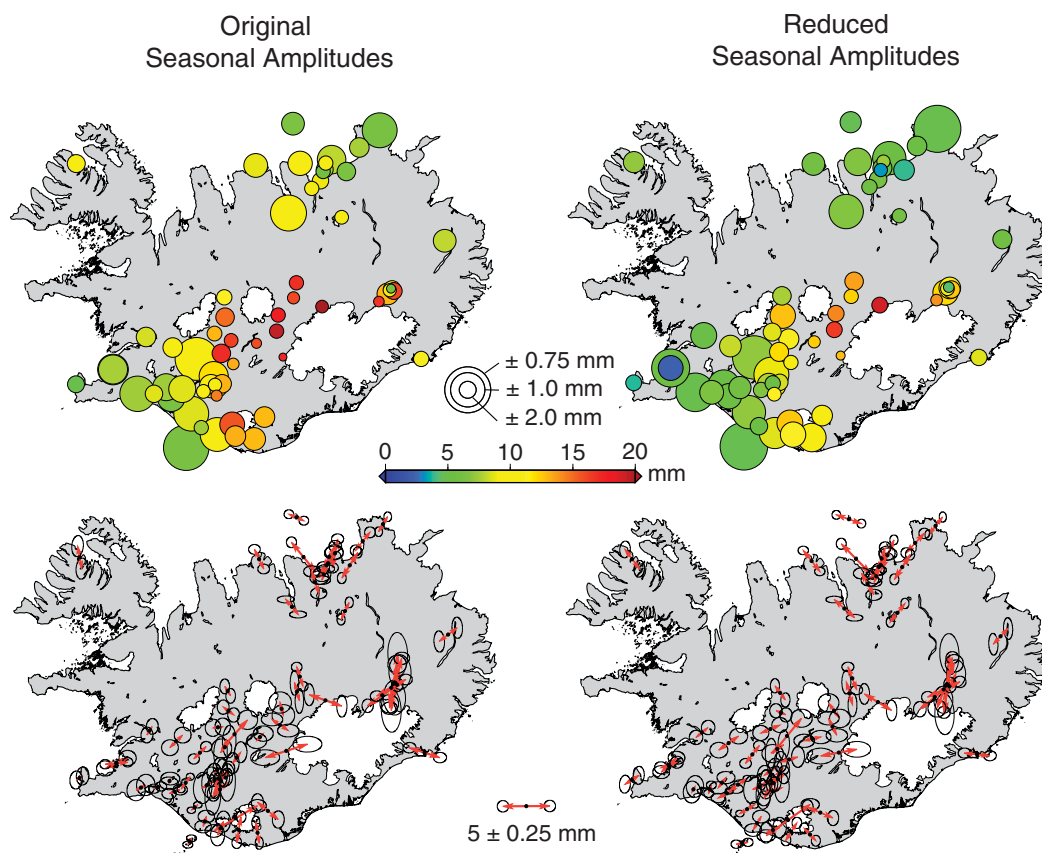 Original
Seasonal Amplitudes
Reduced
Seasonal Amplitudes
± 0.75 mm
± 1.0 mm
± 2.0 mm
0 5 10 15 20
mm
5 ± 0.25 mm